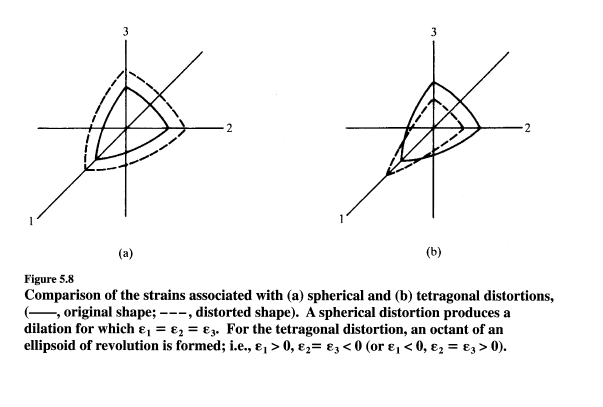 3
3
2
2
1
1
(a)
(b)
Figure 5.8
Comparison of the strains associated with (a) spherical and (b) tetragonal distortions,
(——, original shape; ---, distorted shape). A spherical distortion produces a
dilation for which ε₁ = ε₂ = ε₃. For the tetragonal distortion, an octant of an
ellipsoid of revolution is formed; i.e., ε₁ > 0, ε₂= ε₃ < 0 (or ε₁ < 0, ε₂ = ε₃ > 0).